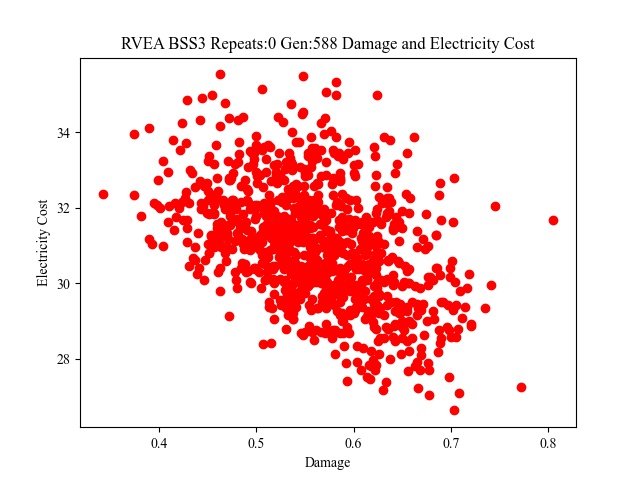 RVEA BSS3 Repeats:0 Gen:588 Damage and Electricity Cost
34
32
30
28
Electricity Cost
0.4 0.5 0.6 0.7 0.8
Damage